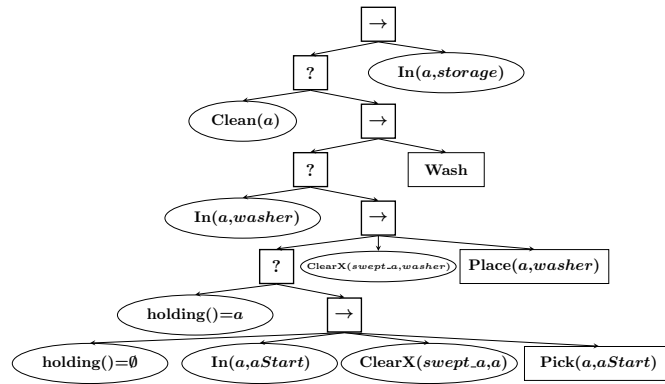 →
? In(a,storage)
Clean(a) →
? Wash
In(a,washer) →
? ClearX(swept_a,washer) Place(a,washer)
holding()=a →
holding()=∅ In(a,aStart) ClearX(swept_a,a) Pick(a,aStart)